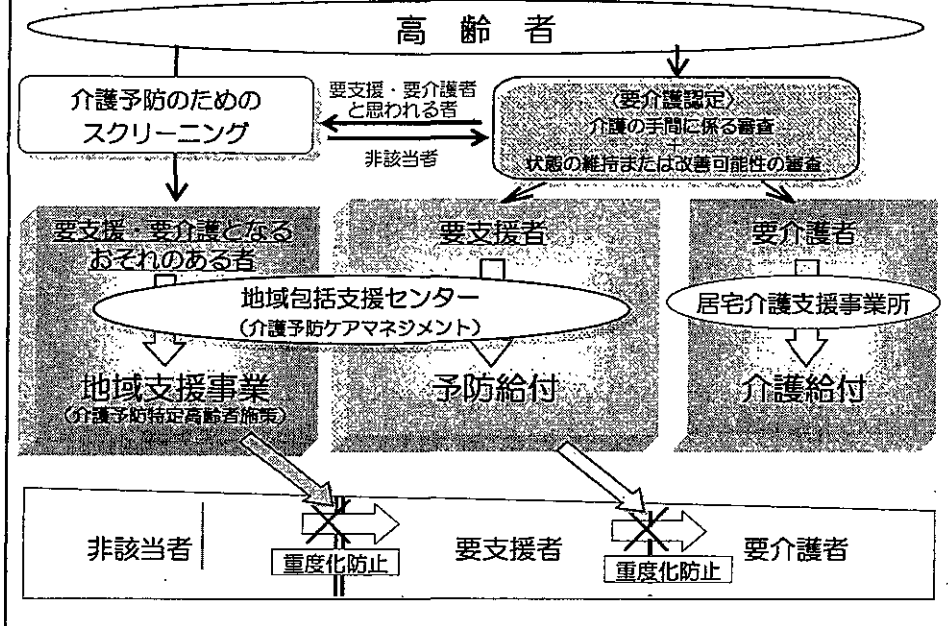 高齢者
介護予防のための
スクリーニング
要支援・要介護者
と思われる者
非該当者
〈要介護認定〉
介護の手間に係る審査
+
状態の維持または改善可能性の審査
要支援・要介護となる
おそれのある者
要支援者
要介護者
地域包括支援センター
(介護予防ケアマネジメント)
居宅介護支援事業所
地域支援事業
(介護予防特定高齢者施策)
予防給付
介護給付
非該当者
重度化防止
要支援者
重度化防止
要介護者